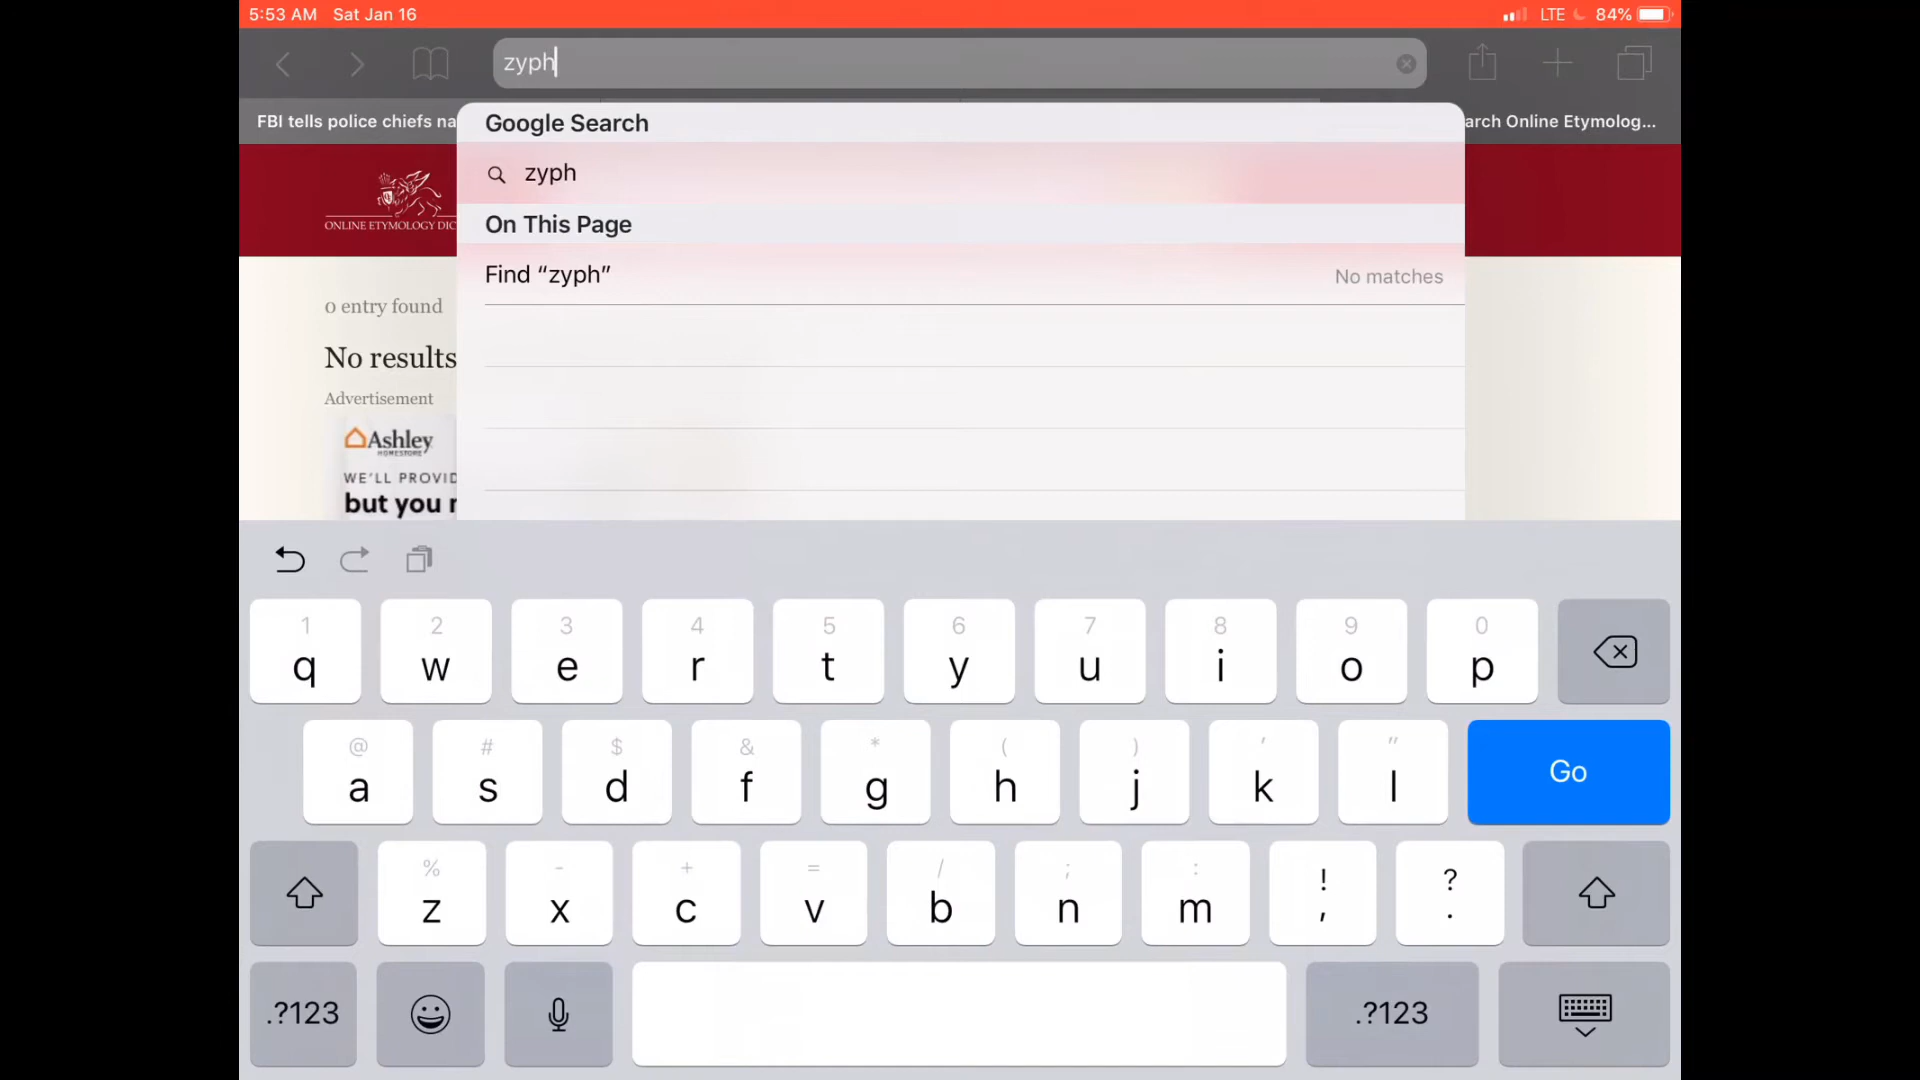 5:53 AM Sat Jan 16
LTE 84%
zyph
FBI tells police chiefs na
arch Online Etymolog...
Google Search
zyph
On This Page
Find “zyph” No matches
ONLINE ETYMOLOGY DIC
0 entry found
No results
Advertisement
Ashley
HOMESTORE
WE'LL PROVID
but you r
1 2 3 4 5 6 7 8 9 0
q w e r t y u i o p
@ # $ & * ( ) ' "
a s d f g h j k l Go
% - + = / ; : ! ?
z x c v b n m , .
.?123 .?123